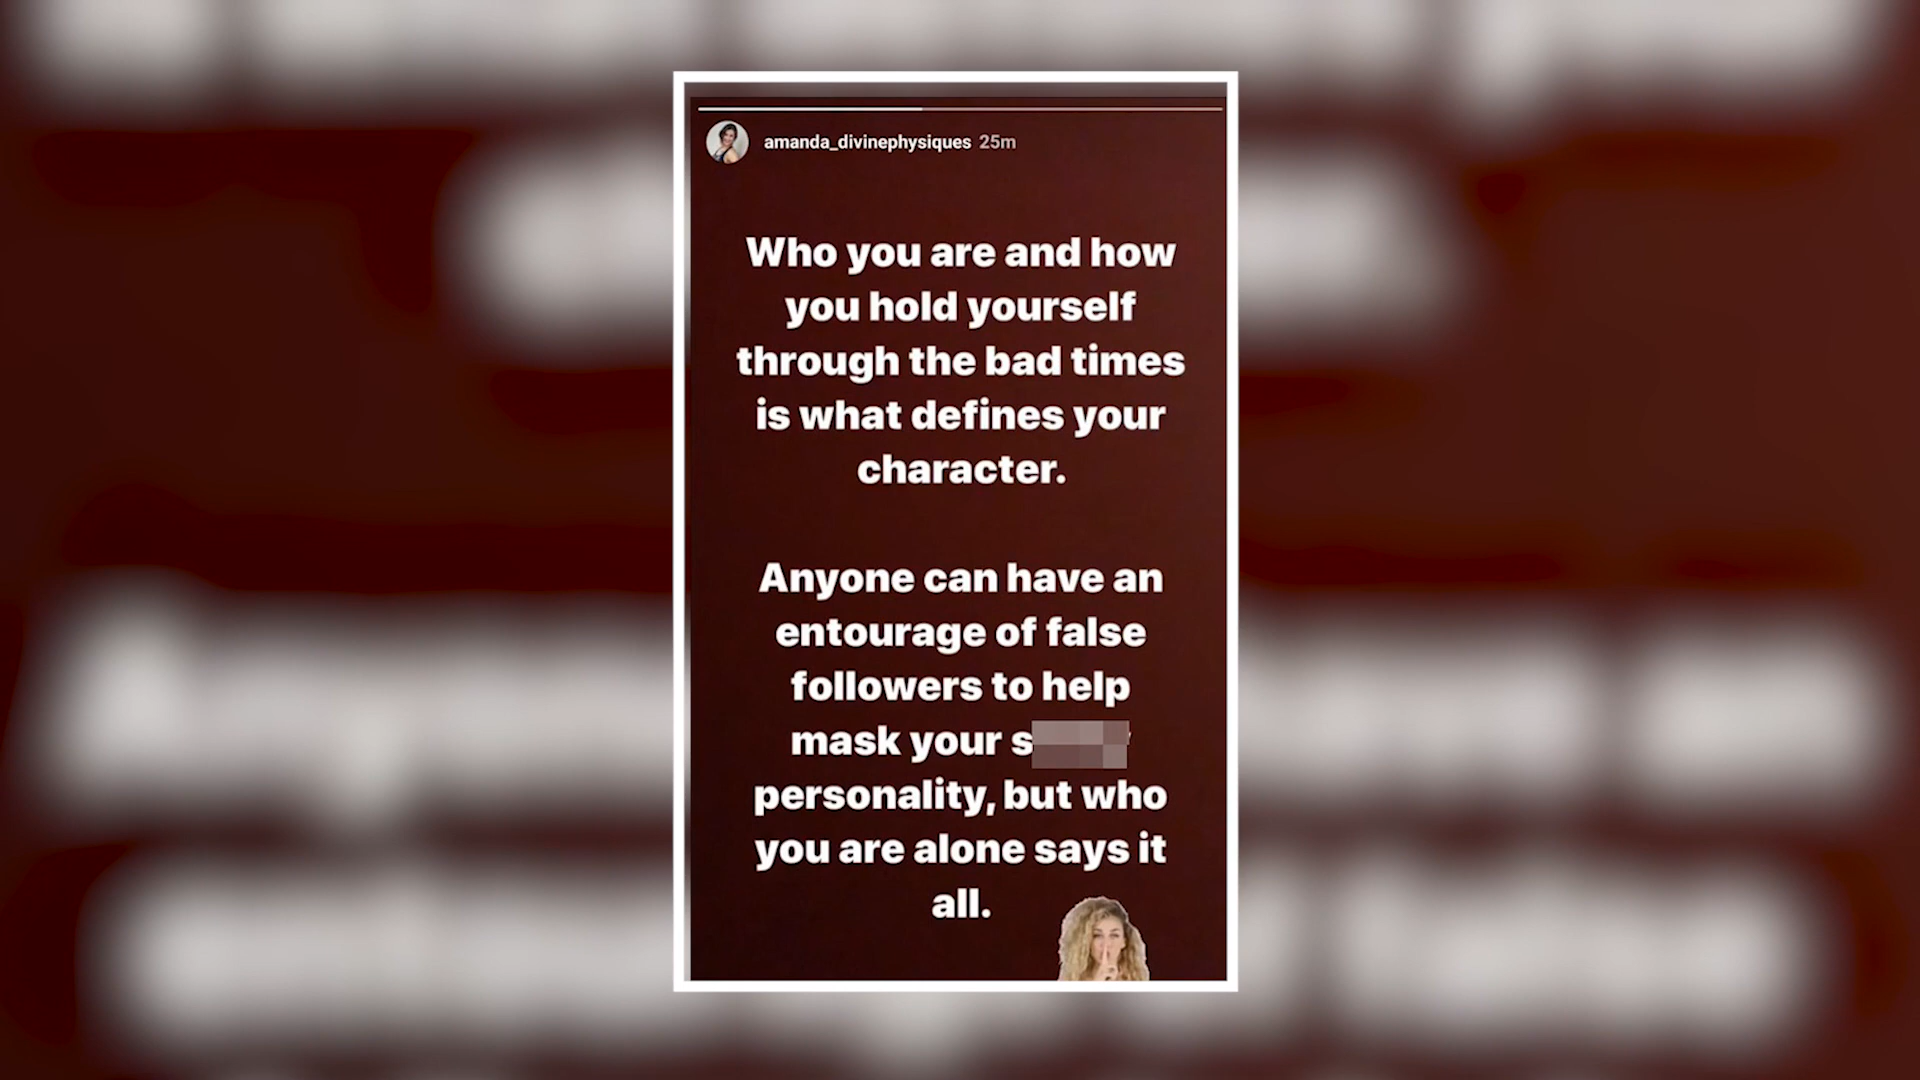 amanda_divinephysiques 25m
Who you are and how
you hold yourself
through the bad times
is what defines your
character.
Anyone can have an
entourage of false
followers to help
mask your
personality, but who
you are alone says it
all.